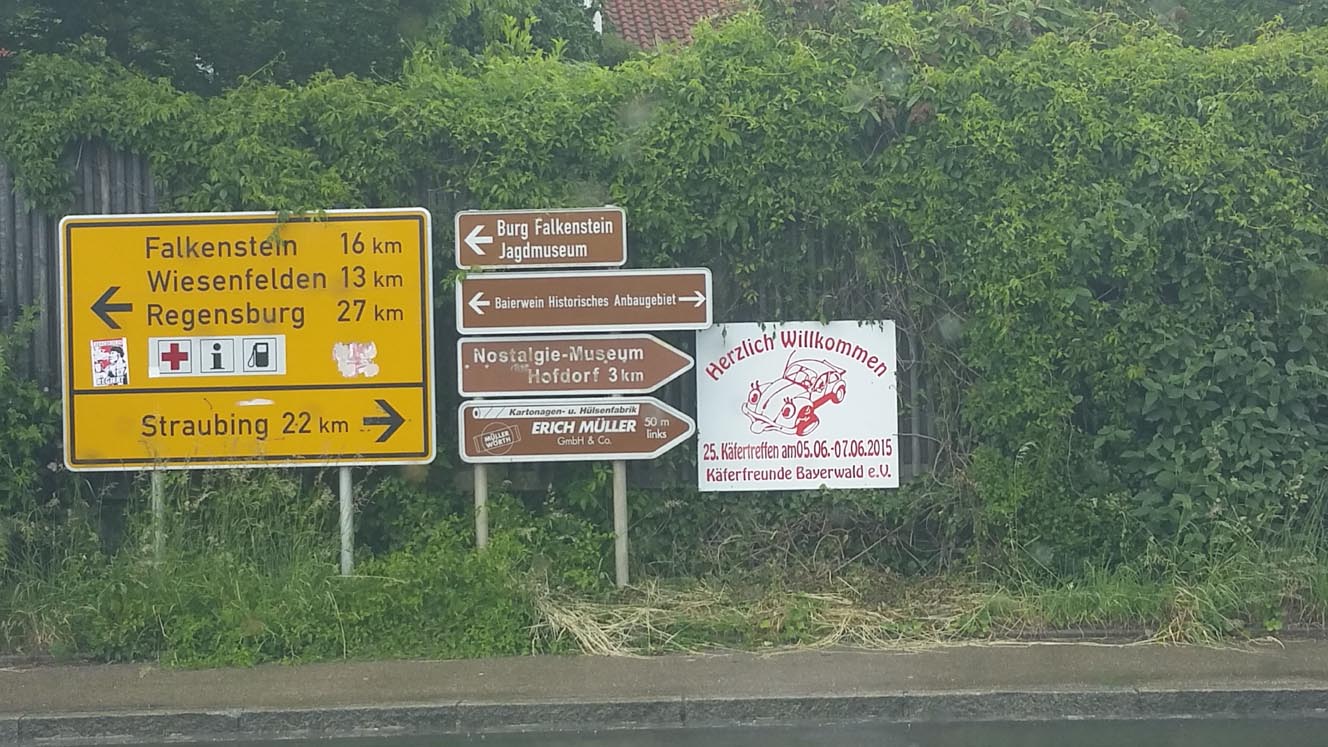 Falkenstein 16 km
Wiesenfelden 13 km
Regensburg 27 km
Straubing 22 km
Burg Falkenstein
Jagdmuseum
Baierwein Historisches Anbaugebiet
Nostalgie-Museum
Hofdorf 3 km
Kartonagen- u. Hülsenfabrik
MÜLLER
WÖRTH
ERICH MÜLLER
GmbH & Co.
50 m
links
Herzlich Willkommen
25. Käfertreffen am 05.06.-07.06.2015
Käferfreunde Bayerwald e.V.